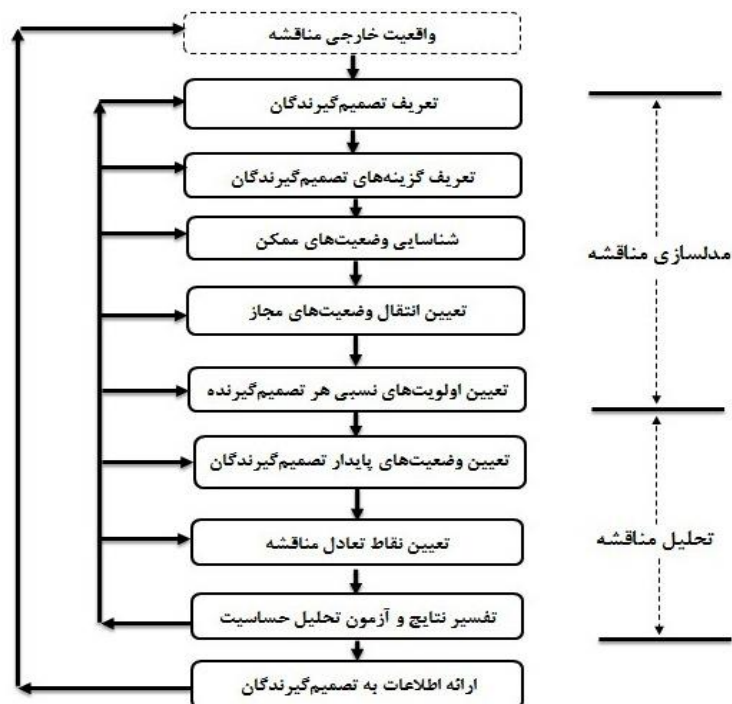 واقعیت خارجی مناقشه
تعریف تصمیم‌گیرندگان
تعریف گزینه‌های تصمیم‌گیرندگان
شناسایی وضعیت‌های ممکن
تعیین انتقال وضعیت‌های مجاز
تعیین اولویت‌های نسبی هر تصمیم‌گیرنده
تعیین وضعیت‌های پایدار تصمیم‌گیرندگان
تعیین نقاط تعادل مناقشه
تفسیر نتایج و آزمون تحلیل حساسیت
ارائه اطلاعات به تصمیم‌گیرندگان
مدلسازی مناقشه
تحلیل مناقشه